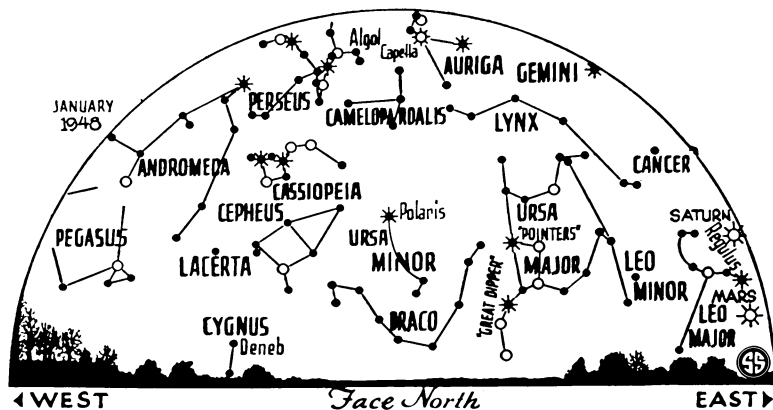 Algol
Capella
AURIGA
GEMINI
JANUARY
1948
PERSEUS
CAMELOPARDALIS
LYNX
ANDROMEDA
CANCER
CASSIOPEIA
CEPHEUS
Polaris
URSA
MINOR
URSA
"POINTERS"
MAJOR
SATURN
Regulus
PEGASUS
LACERTA
LEO
MINOR
MARS
"GREAT DIPPER"
DRACO
LEO
MAJOR
CYGNUS
Deneb
SS
WEST
Face North
EAST